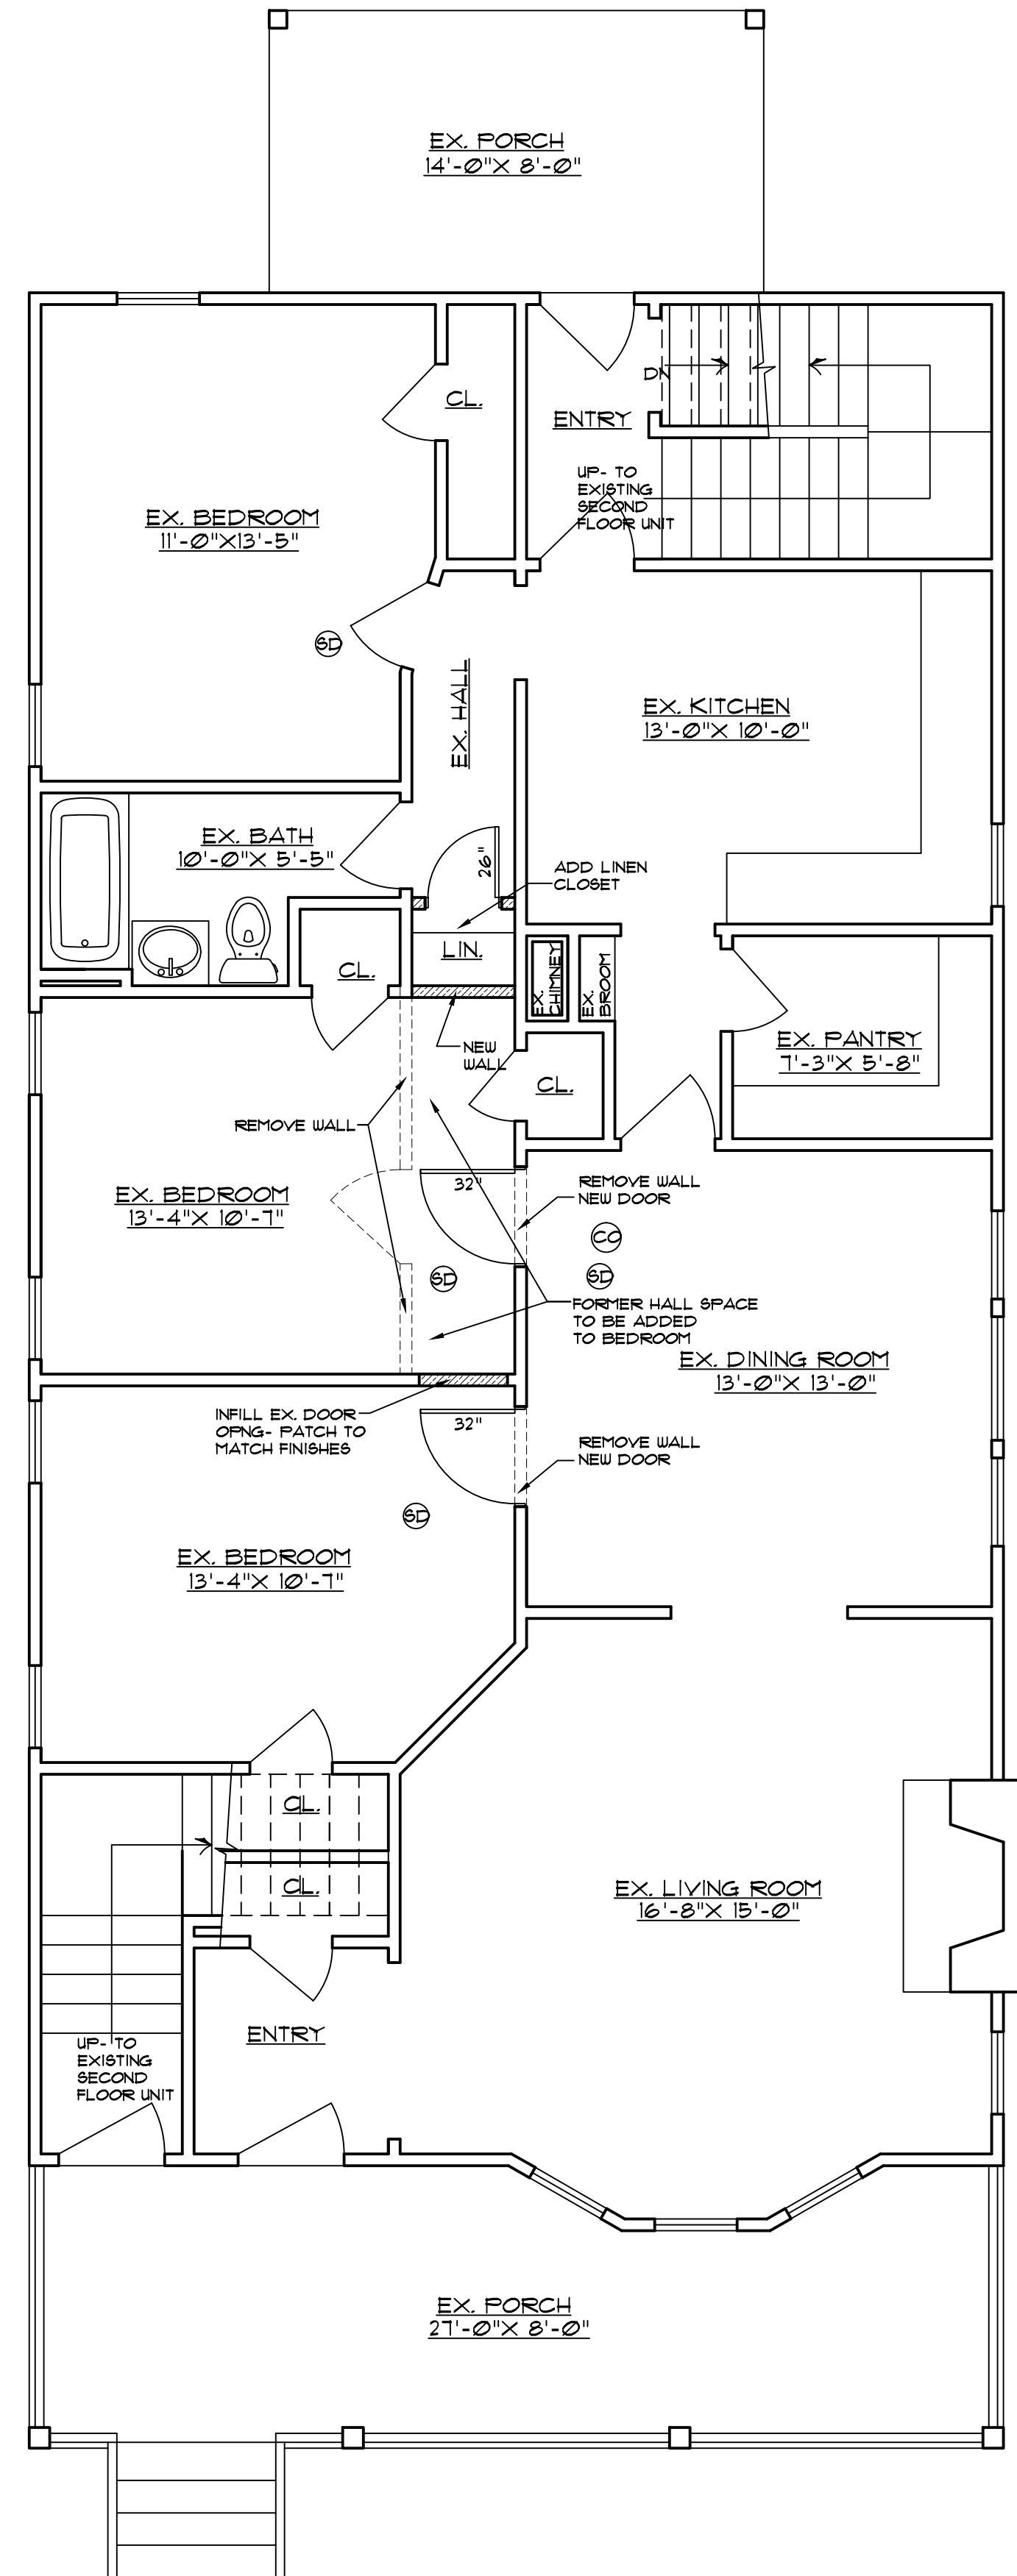 EX. PORCH
14'-0"X 8'-0"
CL.
DN
ENTRY
UP- TO
EXISTING
SECOND
FLOOR UNIT
EX. BEDROOM
11'-0"X13'-5"
SD
EX. HALL
EX. KITCHEN
13'-0"X 10'-0"
EX. BATH
10'-0"X 5'-5"
26"
ADD LINEN
CLOSET
LIN.
CL.
EX.
CHIMNEY
EX.
BROOM
NEW
WALL
EX. PANTRY
7'-3"X 5'-8"
CL.
REMOVE WALL
EX. BEDROOM
13'-4"X 10'-7"
32"
REMOVE WALL
NEW DOOR
CO
SD
SD
FORMER HALL SPACE
TO BE ADDED
TO BEDROOM
EX. DINING ROOM
13'-0"X 13'-0"
INFILL EX. DOOR
OPNG- PATCH TO
MATCH FINISHES
32"
REMOVE WALL
NEW DOOR
SD
EX. BEDROOM
13'-4"X 10'-7"
CL.
CL.
EX. LIVING ROOM
16'-8"X 15'-0"
ENTRY
UP- TO
EXISTING
SECOND
FLOOR UNIT
EX. PORCH
27'-0"X 8'-0"